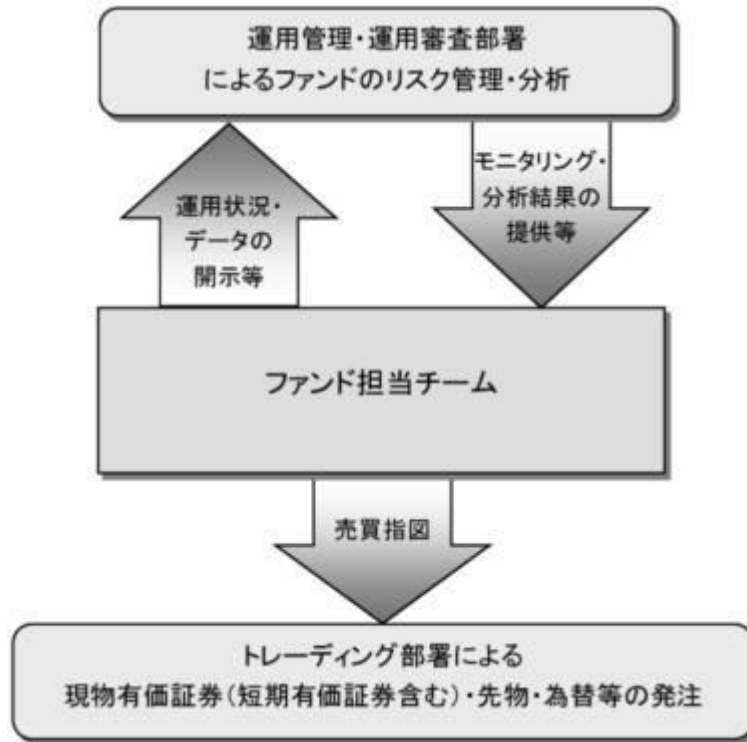 運用管理・運用審査部署
によるファンドのリスク管理・分析
運用状況・
データの
開示等
モニタリング・
分析結果の
提供等
ファンド担当チーム
売買指図
トレーディング部署による
現物有価証券(短期有価証券含む)・先物・為替等の発注